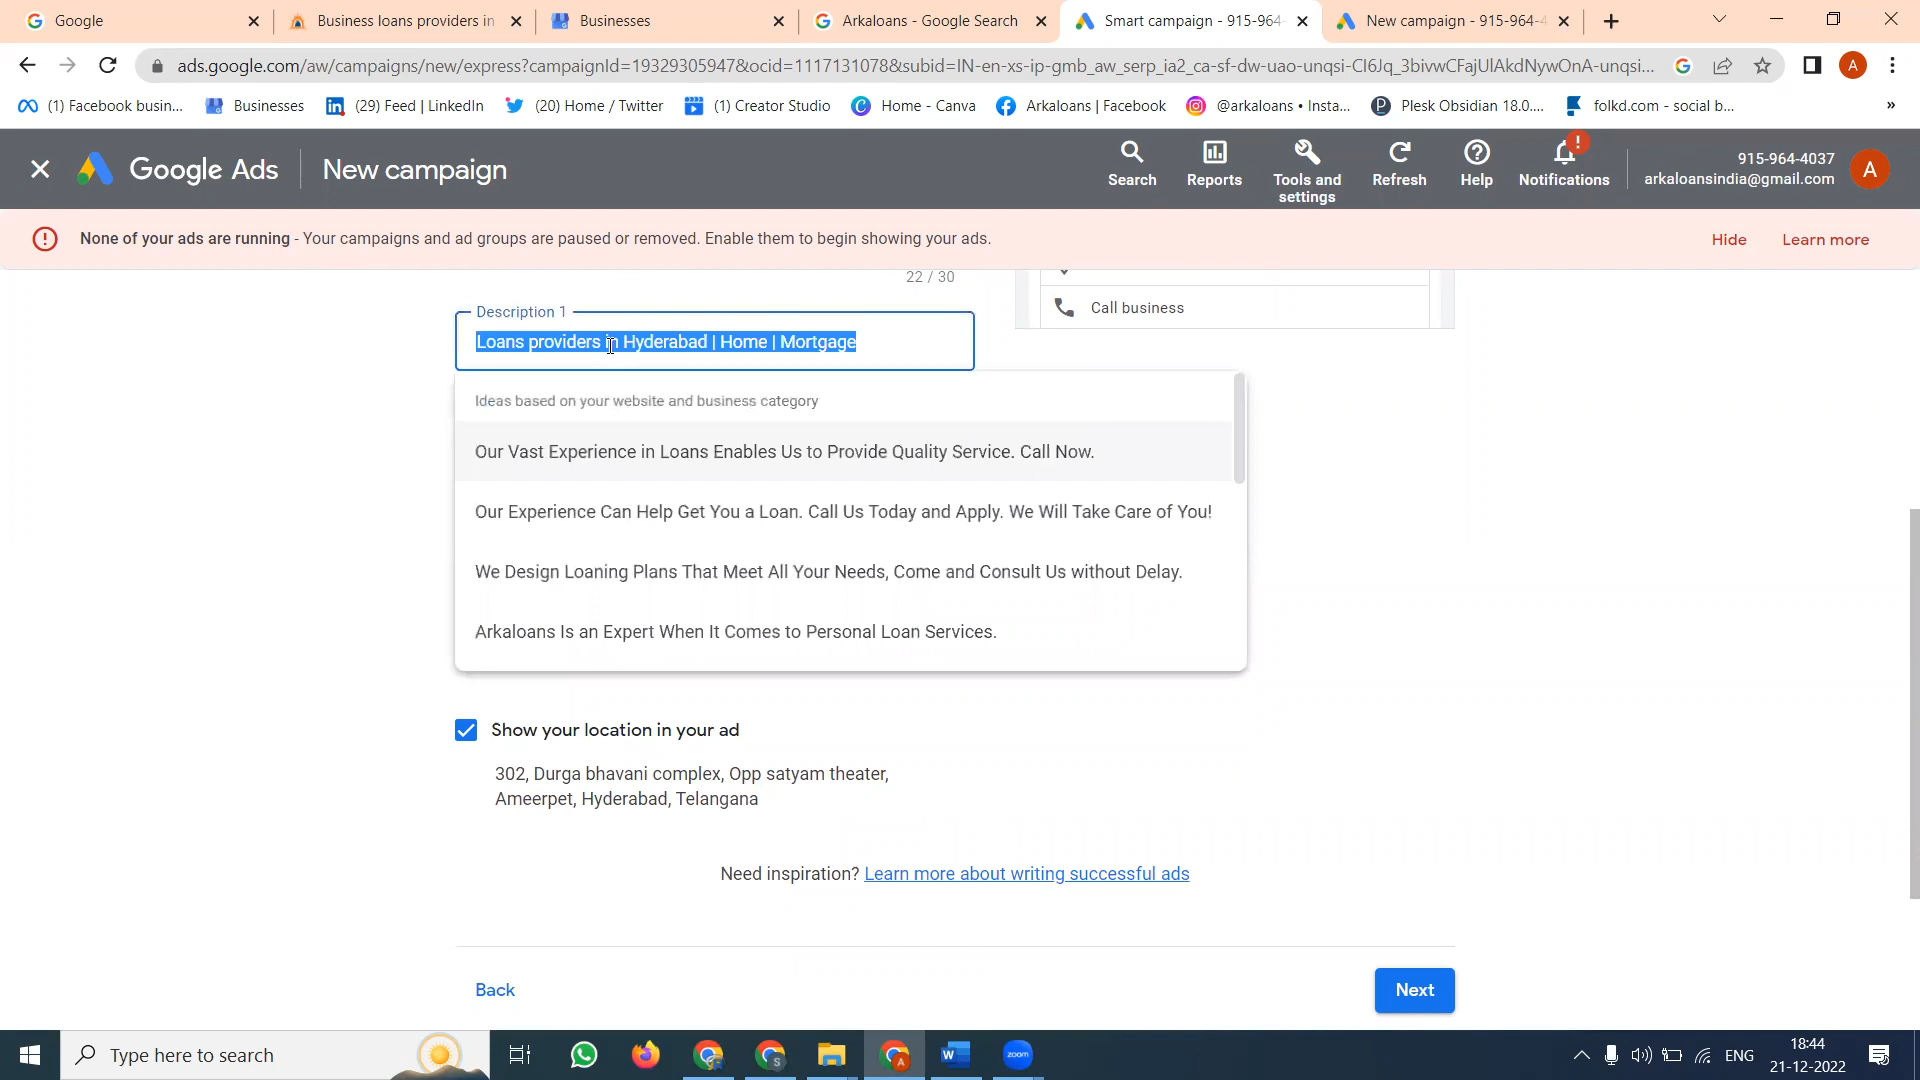 Google
Business loans providers in
Businesses
Arkaloans - Google Search
Smart campaign - 915-964-
New campaign - 915-964-4
ads.google.com/aw/campaigns/new/express?campaignId=19329305947&ocid=1117131078&subid=IN-en-xs-ip-gmb_aw_serp_ia2_ca-sf-dw-uao-unqsi-CI6Jq_3bivwCFajUlAkdNywOnA-unqsi...
A
(1) Facebook busin...
Businesses
(29) Feed | LinkedIn
(20) Home / Twitter
(1) Creator Studio
Home - Canva
Arkaloans | Facebook
@arkaloans • Insta...
Plesk Obsidian 18.0....
folkd.com - social b...
»
Google Ads
New campaign
Search
Reports
Tools and
settings
Refresh
Help
Notifications
915-964-4037
arkaloansindia@gmail.com
A
None of your ads are running - Your campaigns and ad groups are paused or removed. Enable them to begin showing your ads.
Hide
Learn more
22 / 30
Call business
Description 1
Loans providers in Hyderabad | Home | Mortgage
Ideas based on your website and business category
Our Vast Experience in Loans Enables Us to Provide Quality Service. Call Now.
Our Experience Can Help Get You a Loan. Call Us Today and Apply. We Will Take Care of You!
We Design Loaning Plans That Meet All Your Needs, Come and Consult Us without Delay.
Arkaloans Is an Expert When It Comes to Personal Loan Services.
Show your location in your ad
302, Durga bhavani complex, Opp satyam theater,
Ameerpet, Hyderabad, Telangana
Need inspiration? Learn more about writing successful ads
Back
Next
Type here to search
zoom
ENG
18:44
21-12-2022